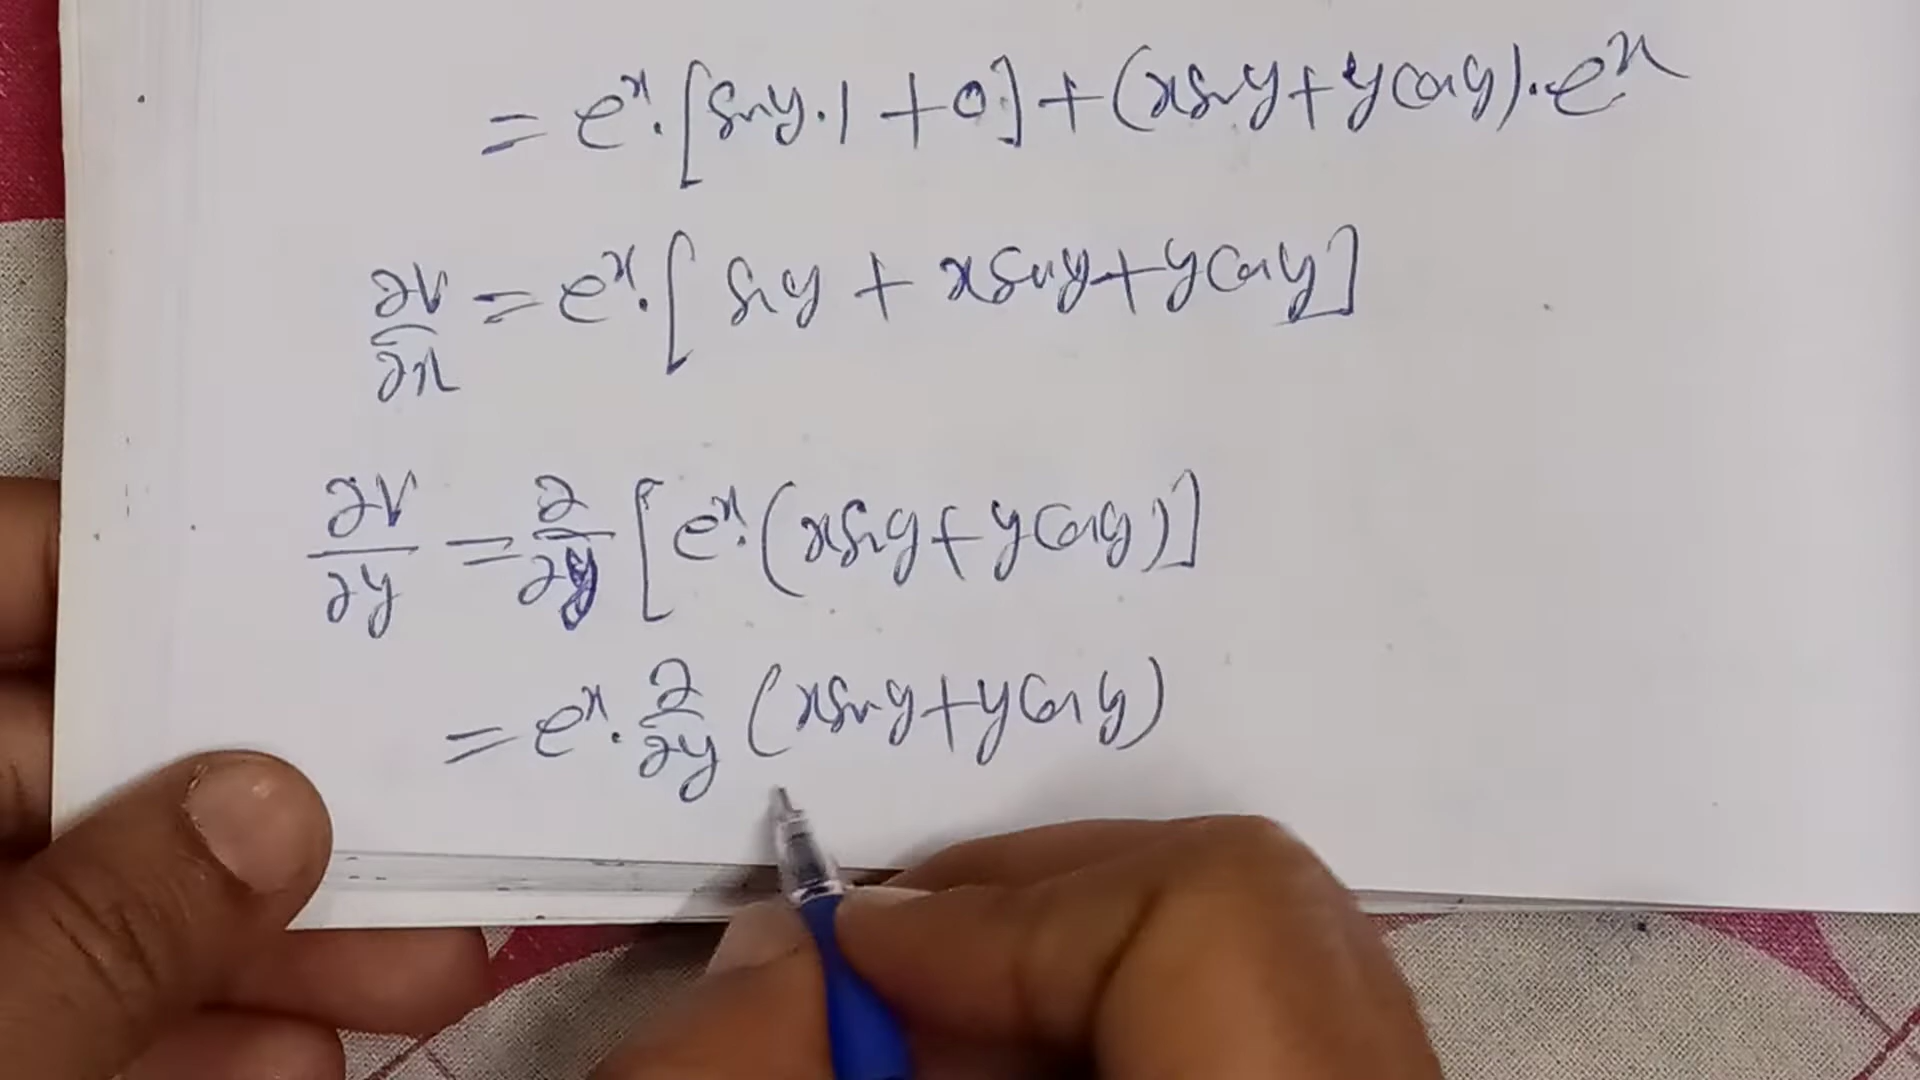 = e^x · [sin y · 1 + 0] + (x sin y + y cos y) · e^x
∂V/∂x = e^x · [sin y + x sin y + y cos y]
∂V/∂y = ∂/∂y [e^x · (x sin y + y cos y)]
= e^x · ∂/∂y (x sin y + y cos y)